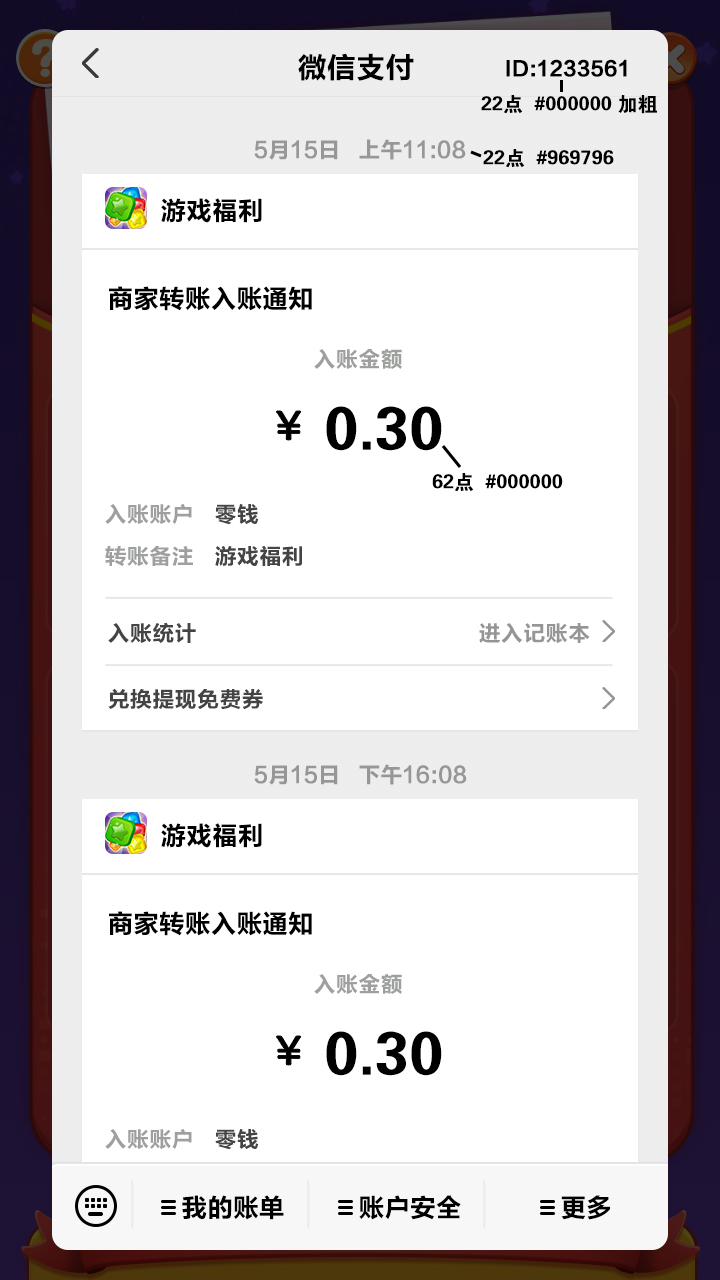 微信支付
ID:1233561
22点 #000000 加粗
5月15日 上午11:08
22点 #969796
游戏福利
商家转账入账通知
入账金额
¥ 0.30
62点 #000000
入账账户 零钱
转账备注 游戏福利
入账统计 进入记账本
兑换提现免费券
5月15日 下午16:08
游戏福利
商家转账入账通知
入账金额
¥ 0.30
入账账户 零钱
我的账单 账户安全 更多